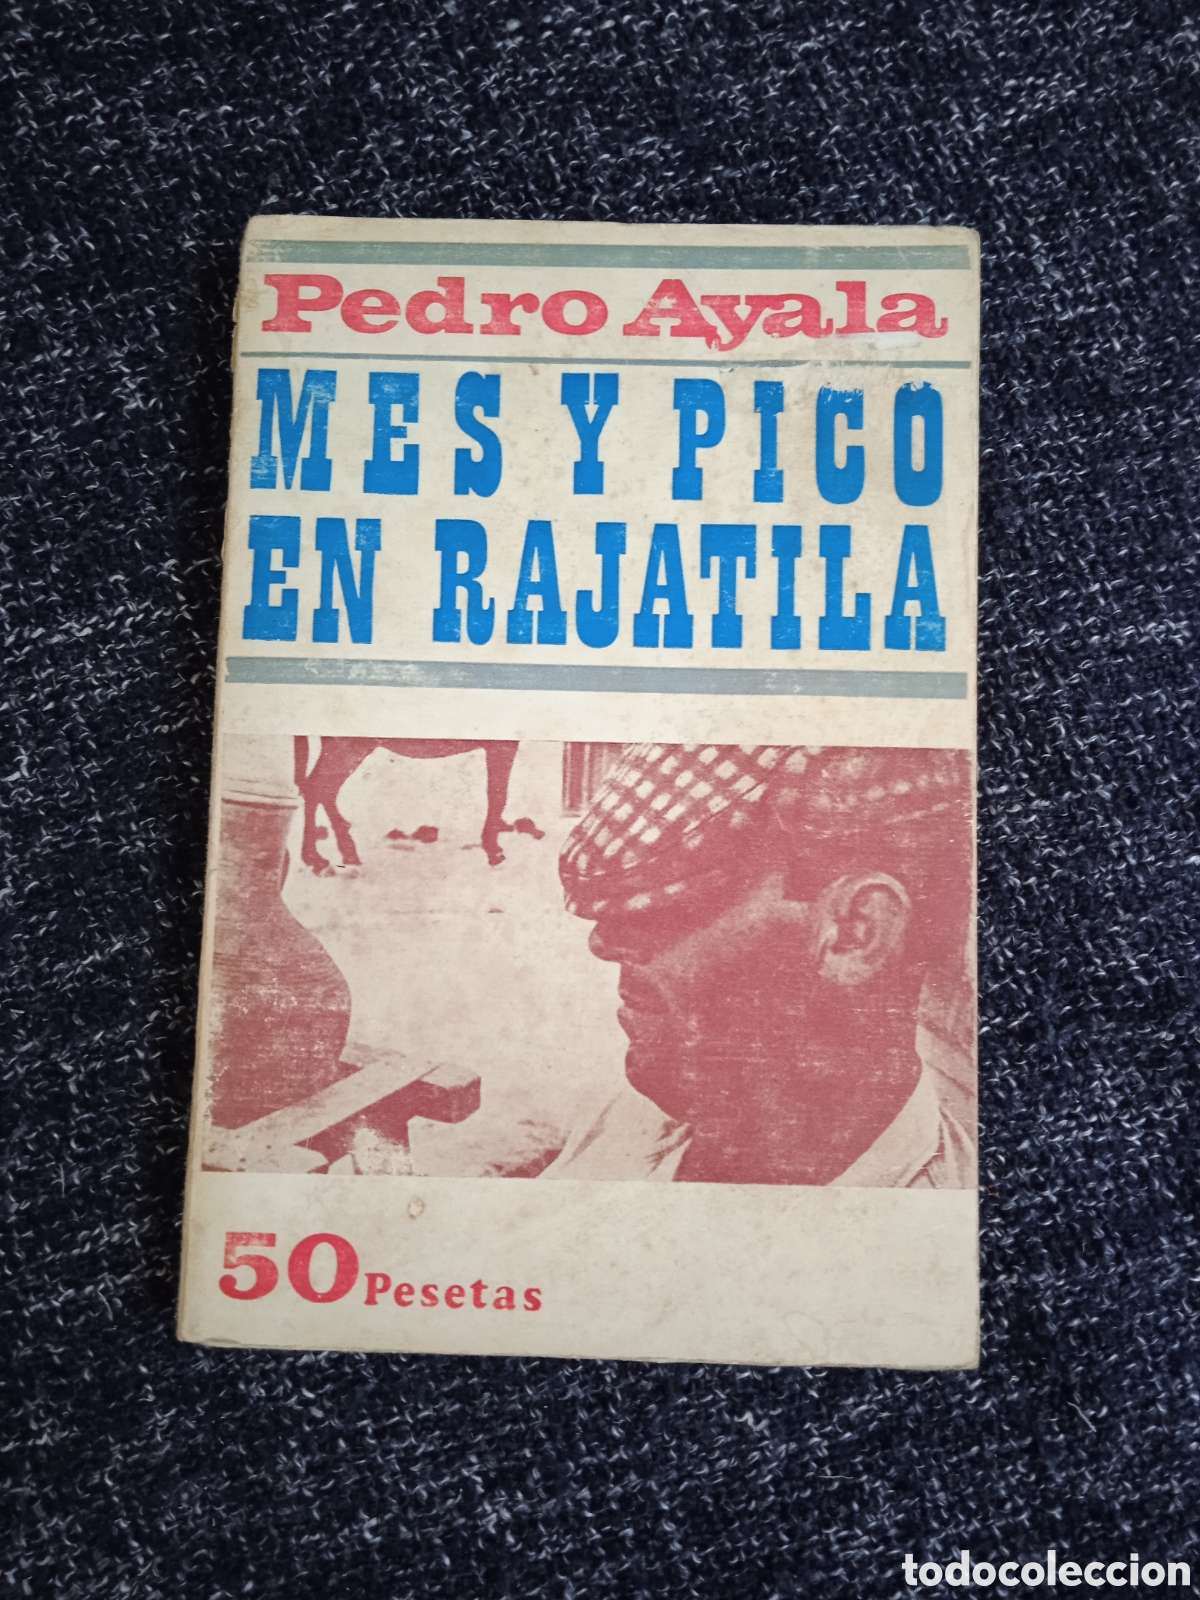 Pedro Ayala
MES Y PICO
EN RAJATILA
50 Pesetas
todocoleccion